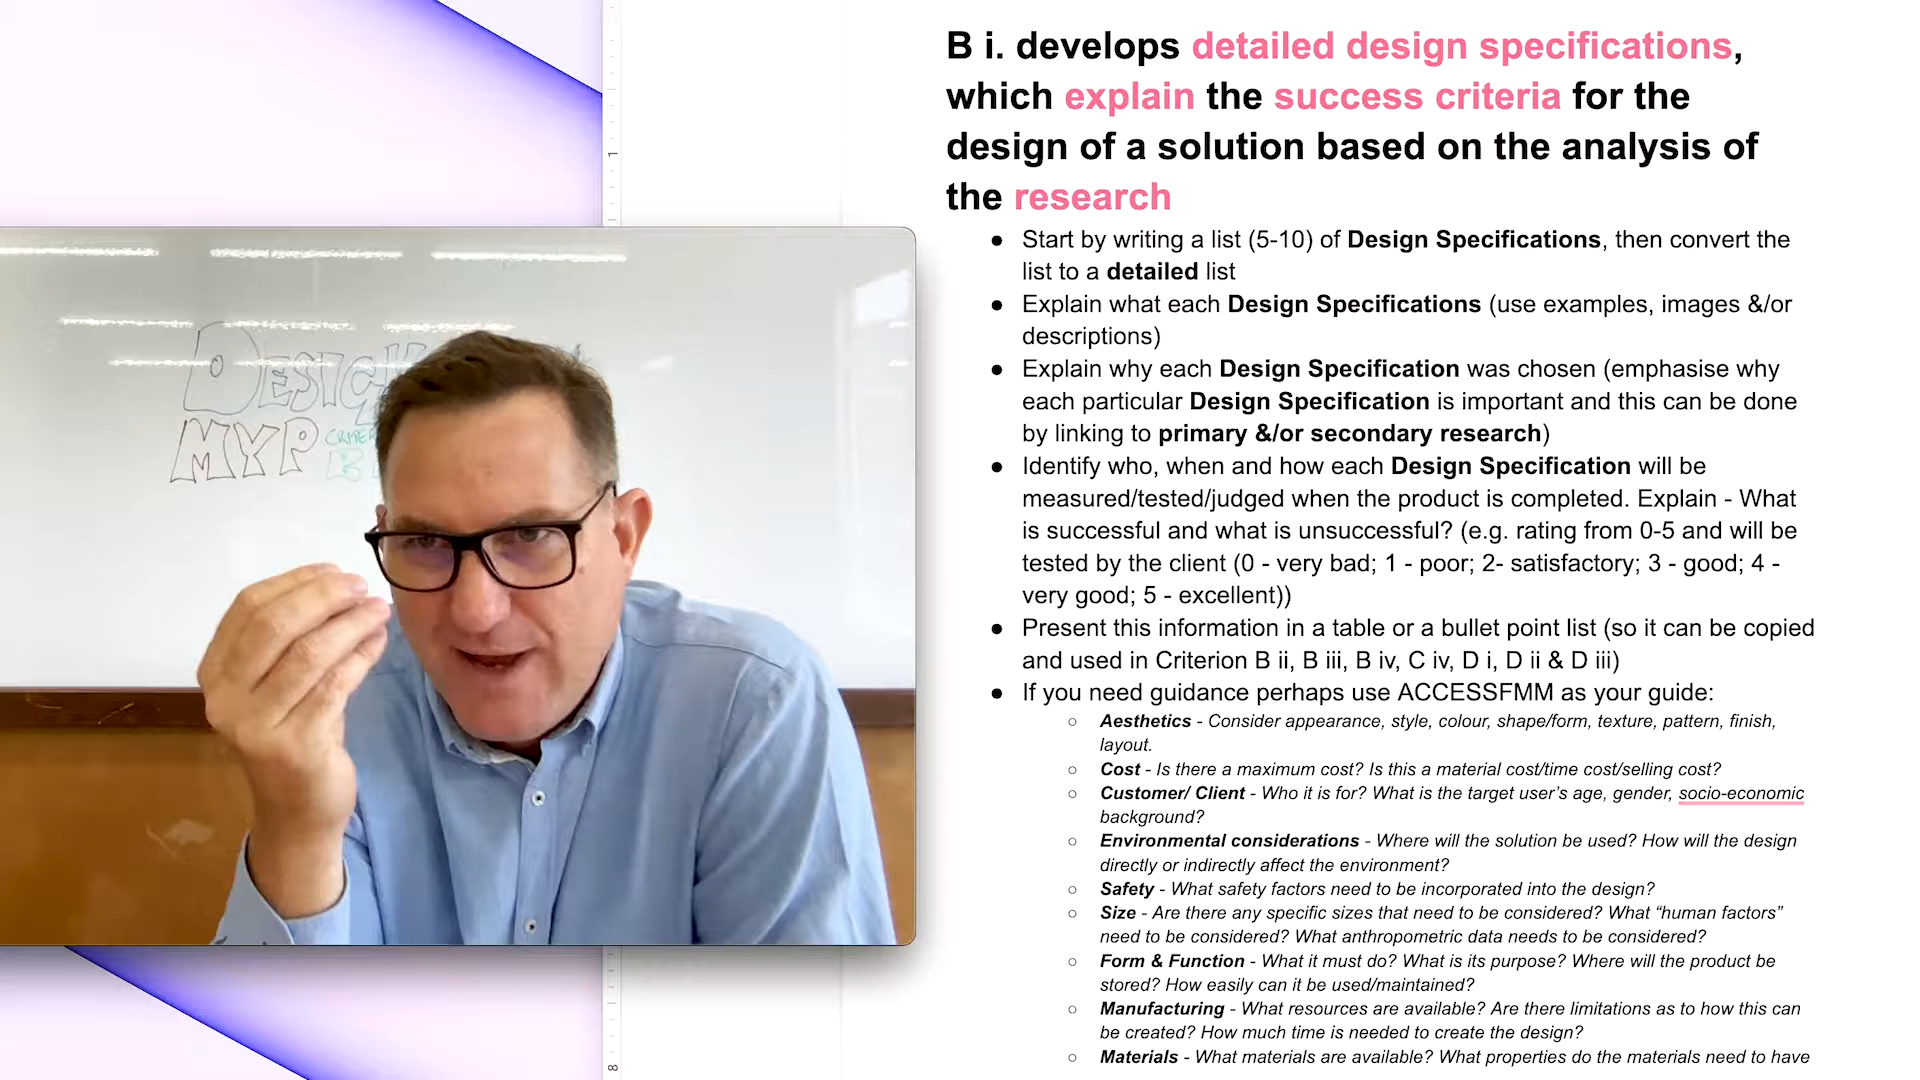 B i. develops detailed design specifications,
which explain the success criteria for the
design of a solution based on the analysis of
the research
● Start by writing a list (5-10) of Design Specifications, then convert the
list to a detailed list
● Explain what each Design Specifications (use examples, images &/or
descriptions)
● Explain why each Design Specification was chosen (emphasise why
each particular Design Specification is important and this can be done
by linking to primary &/or secondary research)
● Identify who, when and how each Design Specification will be
measured/tested/judged when the product is completed. Explain - What
is successful and what is unsuccessful? (e.g. rating from 0-5 and will be
tested by the client (0 - very bad; 1 - poor; 2- satisfactory; 3 - good; 4 -
very good; 5 - excellent))
● Present this information in a table or a bullet point list (so it can be copied
and used in Criterion B ii, B iii, B iv, C iv, D i, D ii & D iii)
● If you need guidance perhaps use ACCESSFMM as your guide:
○ Aesthetics - Consider appearance, style, colour, shape/form, texture, pattern, finish,
layout.
○ Cost - Is there a maximum cost? Is this a material cost/time cost/selling cost?
○ Customer/ Client - Who it is for? What is the target user’s age, gender, socio-economic
background?
○ Environmental considerations - Where will the solution be used? How will the design
directly or indirectly affect the environment?
○ Safety - What safety factors need to be incorporated into the design?
○ Size - Are there any specific sizes that need to be considered? What “human factors”
need to be considered? What anthropometric data needs to be considered?
○ Form & Function - What it must do? What is its purpose? Where will the product be
stored? How easily can it be used/maintained?
○ Manufacturing - What resources are available? Are there limitations as to how this can
be created? How much time is needed to create the design?
○ Materials - What materials are available? What properties do the materials need to have
1
8
MYP
B